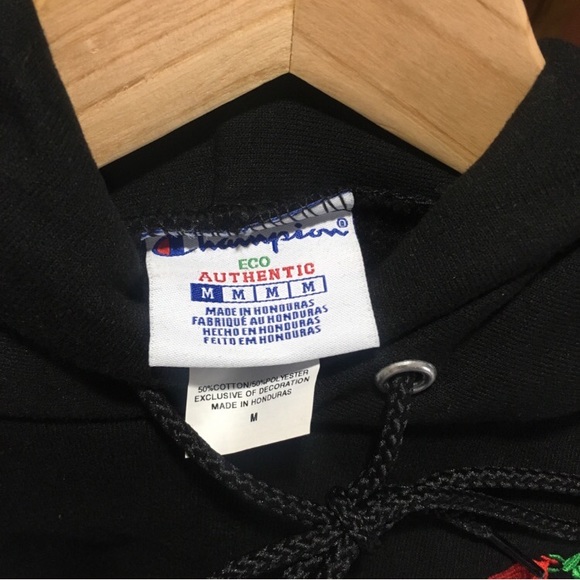 Champion®
ECO
AUTHENTIC
M M M M
MADE IN HONDURAS
FABRIQUÉ AU HONDURAS
HECHO EN HONDURAS
FEITO EM HONDURAS
50%COTTON/50%POLYESTER
EXCLUSIVE OF DECORATION
MADE IN HONDURAS
M